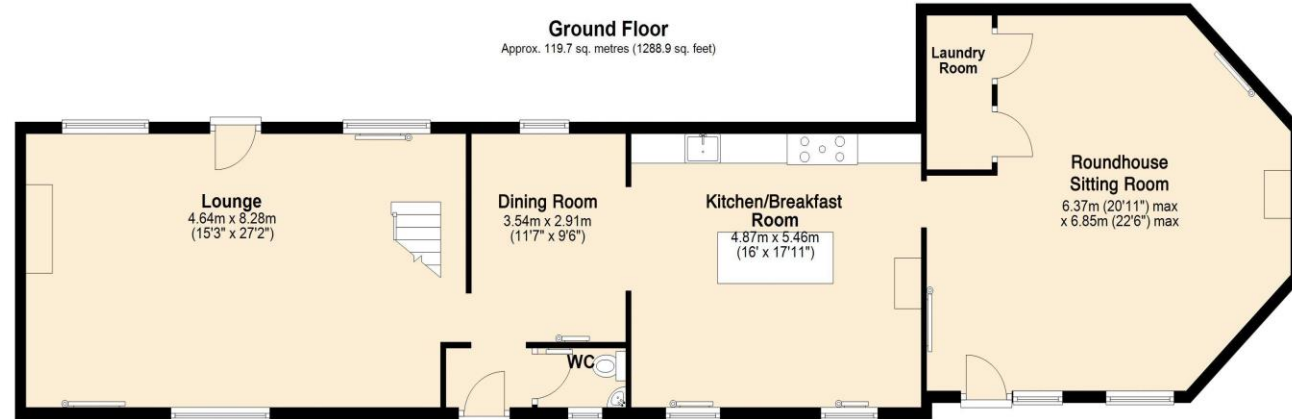 Ground Floor
Approx. 119.7 sq. metres (1288.9 sq. feet)
Laundry
Room
Lounge
4.64m x 8.28m
(15'3" x 27'2")
Dining Room
3.54m x 2.91m
(11'7" x 9'6")
Kitchen/Breakfast
Room
4.87m x 5.46m
(16' x 17'11")
Roundhouse
Sitting Room
6.37m (20'11") max
x 6.85m (22'6") max
WC